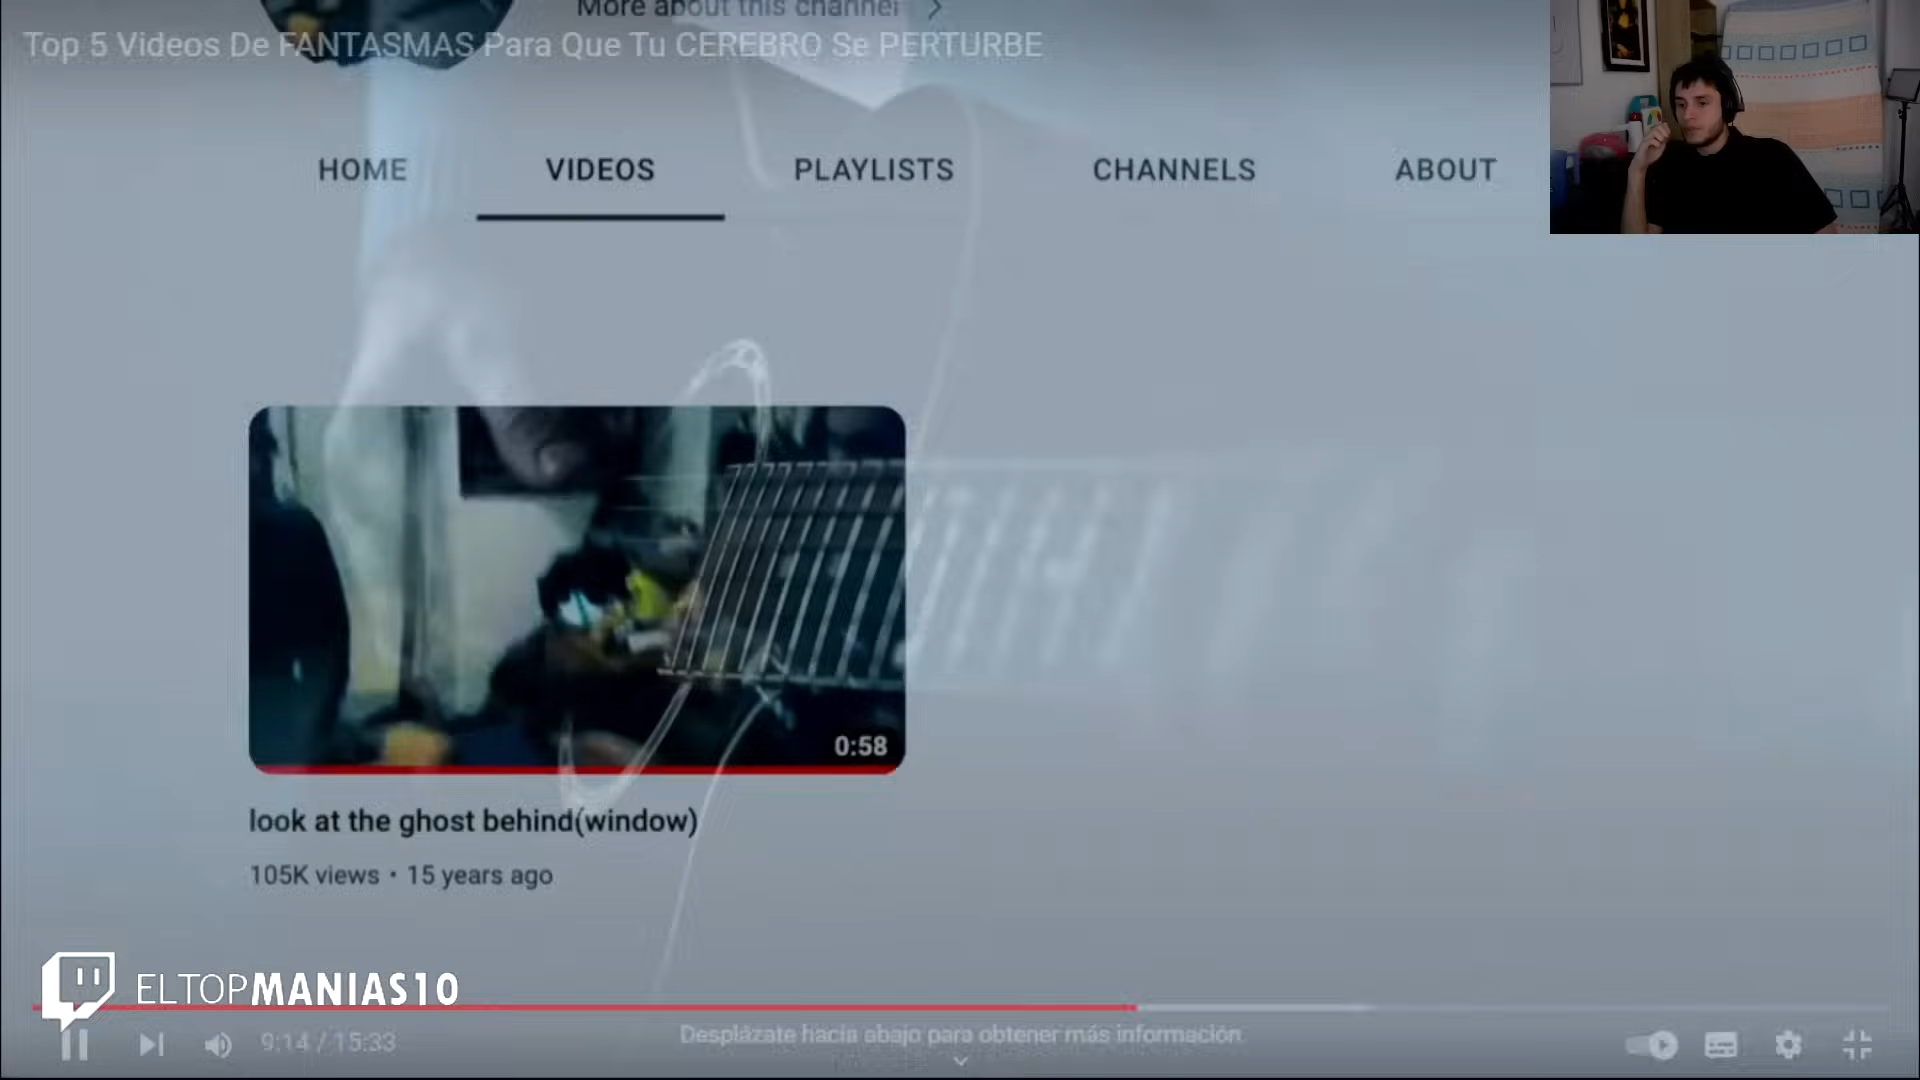 More about this channel
Top 5 Videos De FANTASMAS Para Que Tu CEREBRO Se PERTURBE
HOME VIDEOS PLAYLISTS CHANNELS ABOUT
0:58
look at the ghost behind(window)
105K views • 15 years ago
ELTOPMANIAS10
9:14 / 15:33
Desplázate hacia abajo para obtener más información.